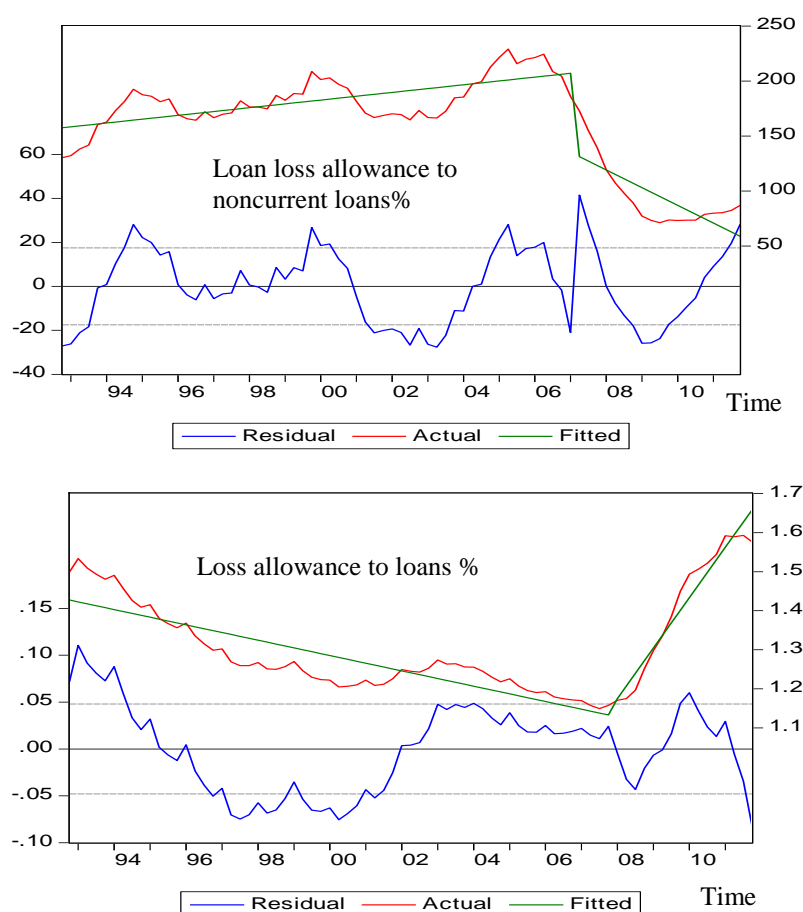 250
200
150
100
50
60
40
20
0
-20
-40
Loan loss allowance to
noncurrent loans%
94 96 98 00 02 04 06 08 10
Time
Residual Actual Fitted
1.7
1.6
1.5
1.4
1.3
1.2
1.1
.15
.10
.05
.00
-.05
-.10
Loss allowance to loans %
94 96 98 00 02 04 06 08 10
Time
Residual Actual Fitted